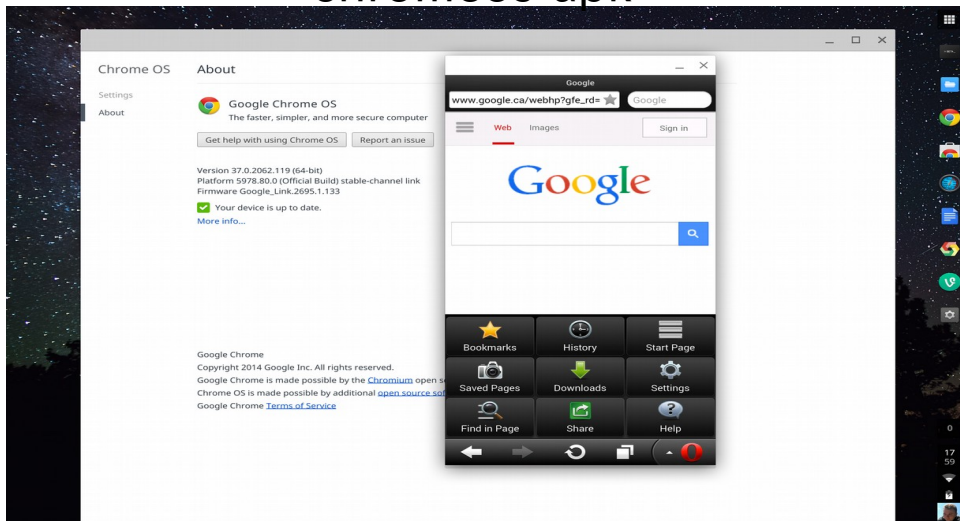 chromeos-apk
Chrome OS
Settings
About
About
Google Chrome OS
The faster, simpler, and more secure computer
Get help with using Chrome OS
Report an issue
Version 37.0.2062.119 (64-bit)
Platform 5978.80.0 (Official Build) stable-channel link
Firmware Google_Link.2695.1.133
Your device is up to date.
More info...
Google Chrome
Copyright 2014 Google Inc. All rights reserved.
Google Chrome is made possible by the Chromium open s
Chrome OS is made possible by additional open source sof
Google Chrome Terms of Service
Google
www.google.ca/webhp?gfe_rd=
Google
Web
Images
Sign in
Google
Bookmarks
History
Start Page
Saved Pages
Downloads
Settings
Find in Page
Share
Help
0
17
59